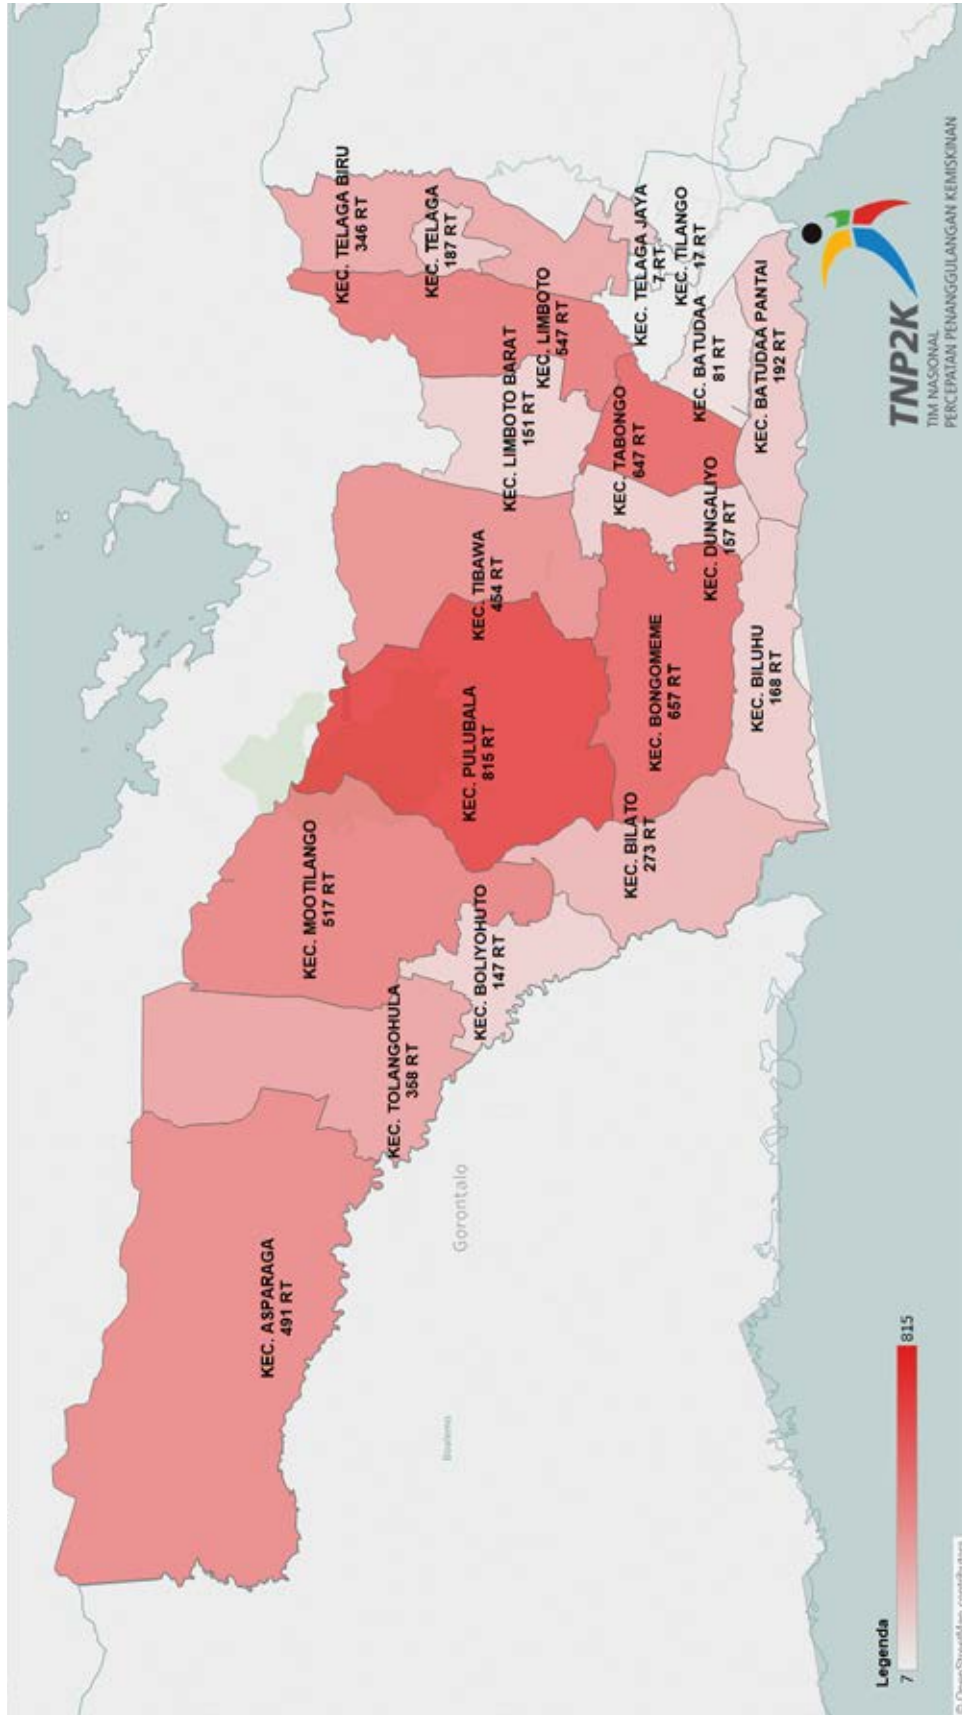 KEC. TELAGA BIRU
346 RT
KEC. TELAGA
187 RT
KEC. LIMBOTO
547 RT
KEC. LIMBOTO BARAT
151 RT
KEC. TIBAWA
454 RT
KEC. PULUBALA
815 RT
KEC. MOOTILANGO
517 RT
KEC. BOLIYOHUTO
147 RT
KEC. TOLANGOHULA
358 RT
KEC. ASPARAGA
491 RT
KEC. TELAGA JAYA
7 RT
KEC. TILANGO
17 RT
KEC. BATUDAA
81 RT
KEC. BATUDAA PANTAI
192 RT
KEC. TABONGO
647 RT
KEC. DUNGALIYO
157 RT
KEC. BONGOMEME
657 RT
KEC. BILUHU
168 RT
KEC. BILATO
273 RT
Gorontalo
Boalemo
Legenda
7
815
TNP2K
TIM NASIONAL
PERCEPATAN PENANGGULANGAN KEMISKINAN
© OpenStreetMap contributors